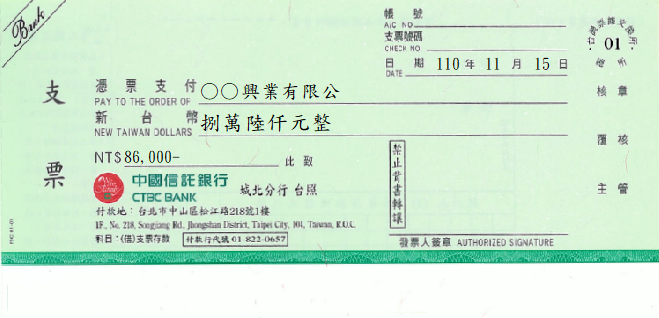 Bank
帳號
A/C NO.
支票號碼
CHECK NO
日期 110 年 11 月 15 日
DATE
台灣票據交換所
01
電子
支票
憑票支付 〇〇興業有限公
PAY TO THE ORDER OF
新台幣 捌萬陸仟元整
NEW TAIWAN DOLLARS
NT$ 86,000- 此致
中國信託銀行 城北分行 台照
CTBC BANK
付款地：台北市中山區松江路218號1樓
1F., No. 218, Songjiang Rd., Jhongshan District, Taipei City, 104, Taiwan, R.O.C.
科目：(借)支票存款 付款行代號 01 822-0657
禁止背書轉讓
發票人簽章 AUTHORIZED SIGNATURE
核章
覆核
主管